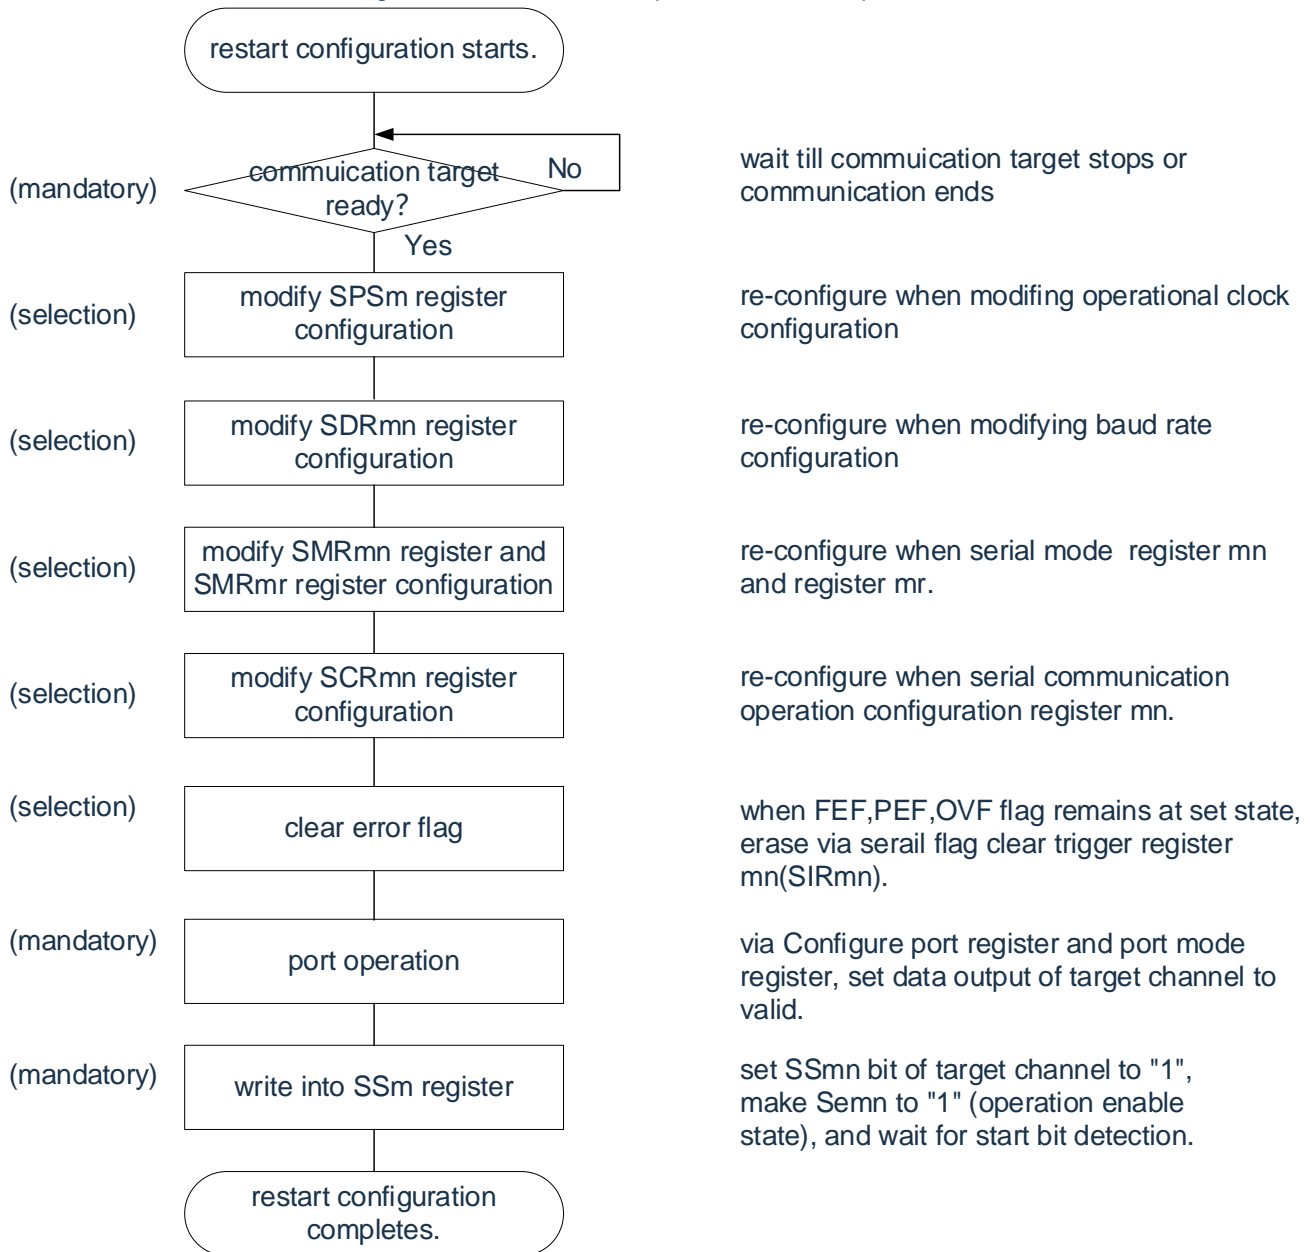 restart configuration starts.
commuication target
ready?
No
(mandatory)
wait till commuication target stops or
communication ends
Yes
(selection)
modify SPSm register
configuration
re-configure when modifing operational clock
configuration
(selection)
modify SDRmn register
configuration
re-configure when modifying baud rate
configuration
(selection)
modify SMRmn register and
SMRmr register configuration
re-configure when serial mode  register mn
and register mr.
(selection)
modify SCRmn register
configuration
re-configure when serial communication
operation configuration register mn.
(selection)
clear error flag
when FEF,PEF,OVF flag remains at set state,
erase via serail flag clear trigger register
mn(SIRmn).
(mandatory)
port operation
via Configure port register and port mode
register, set data output of target channel to
valid.
(mandatory)
write into SSm register
set SSmn bit of target channel to "1",
make Semn to "1" (operation enable
state), and wait for start bit detection.
restart configuration
completes.